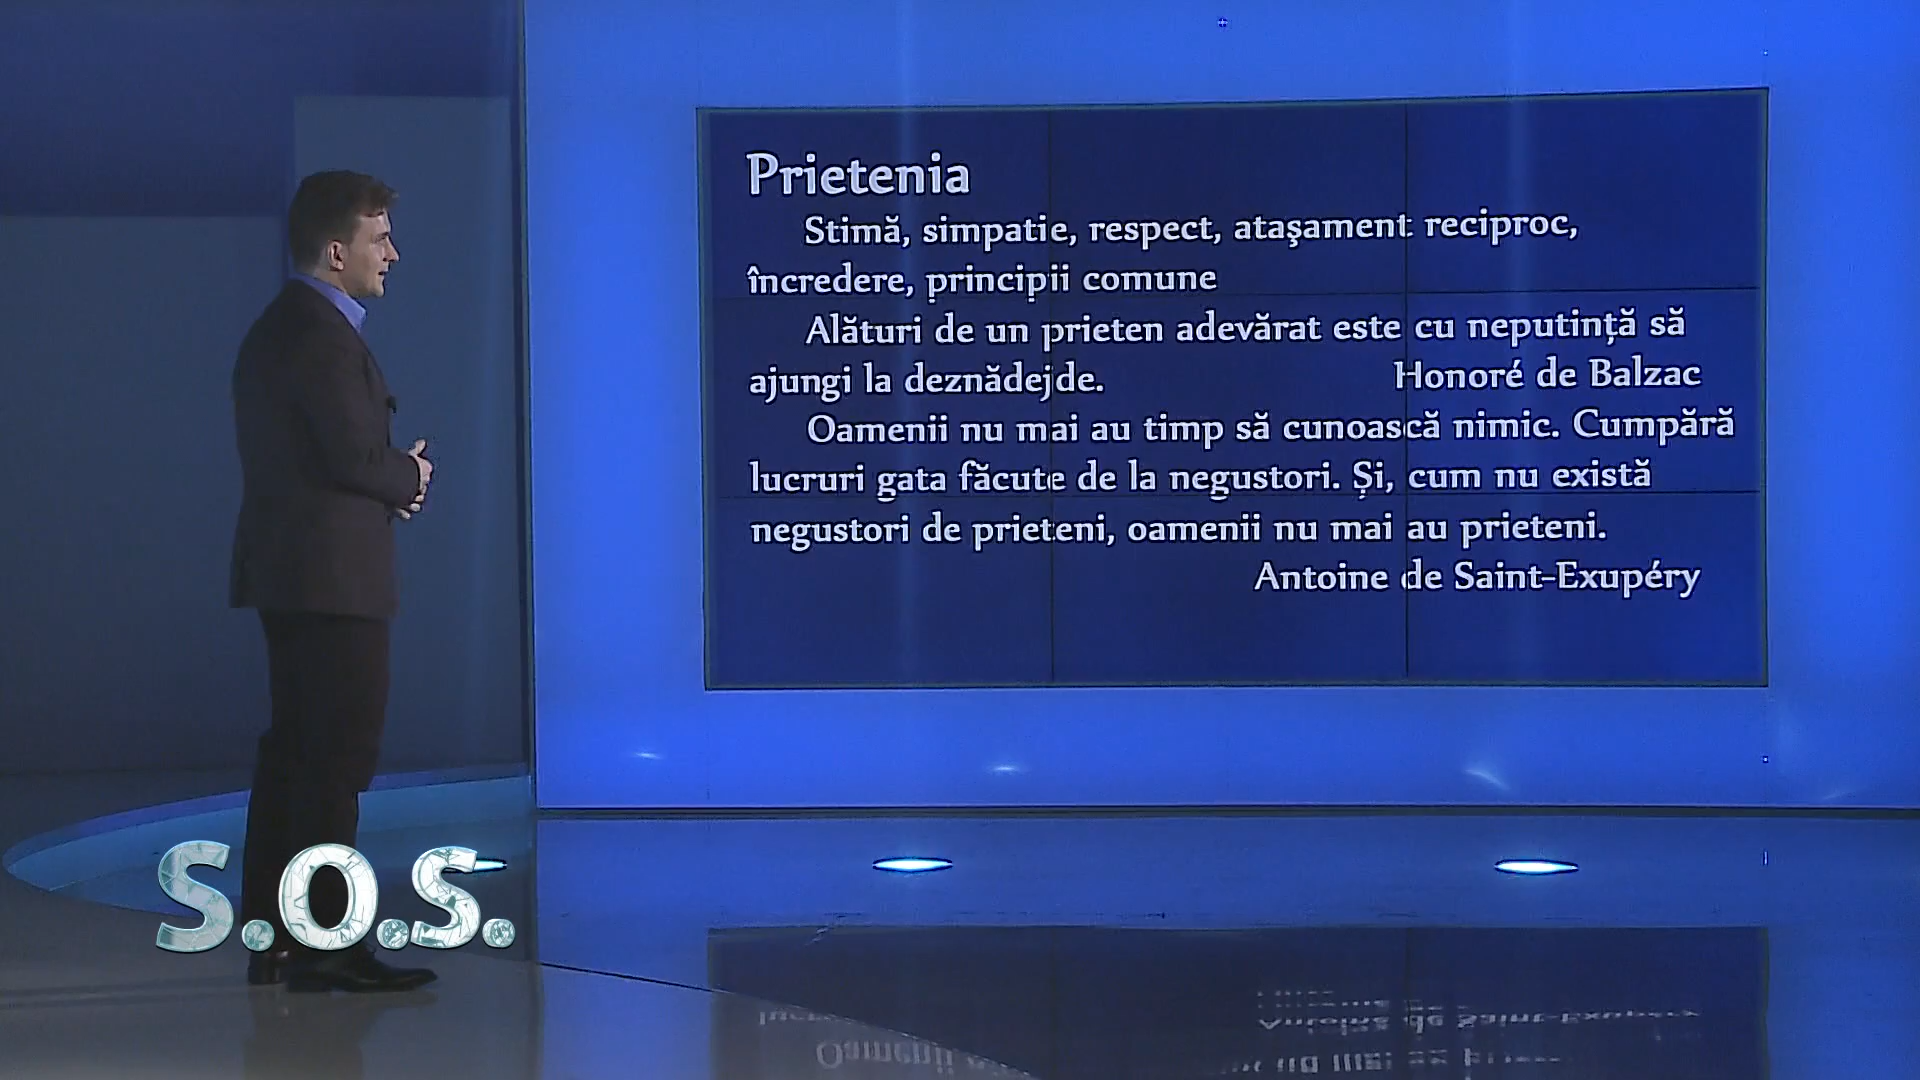 Prietenia
Stimă, simpatie, respect, ataşament reciproc,
încredere, principii comune
Alături de un prieten adevărat este cu neputință să
ajungi la deznădejde. Honoré de Balzac
Oamenii nu mai au timp să cunoască nimic. Cumpără
lucruri gata făcute de la negustori. Și, cum nu există
negustori de prieteni, oamenii nu mai au prieteni.
Antoine de Saint-Exupéry
S.O.S.